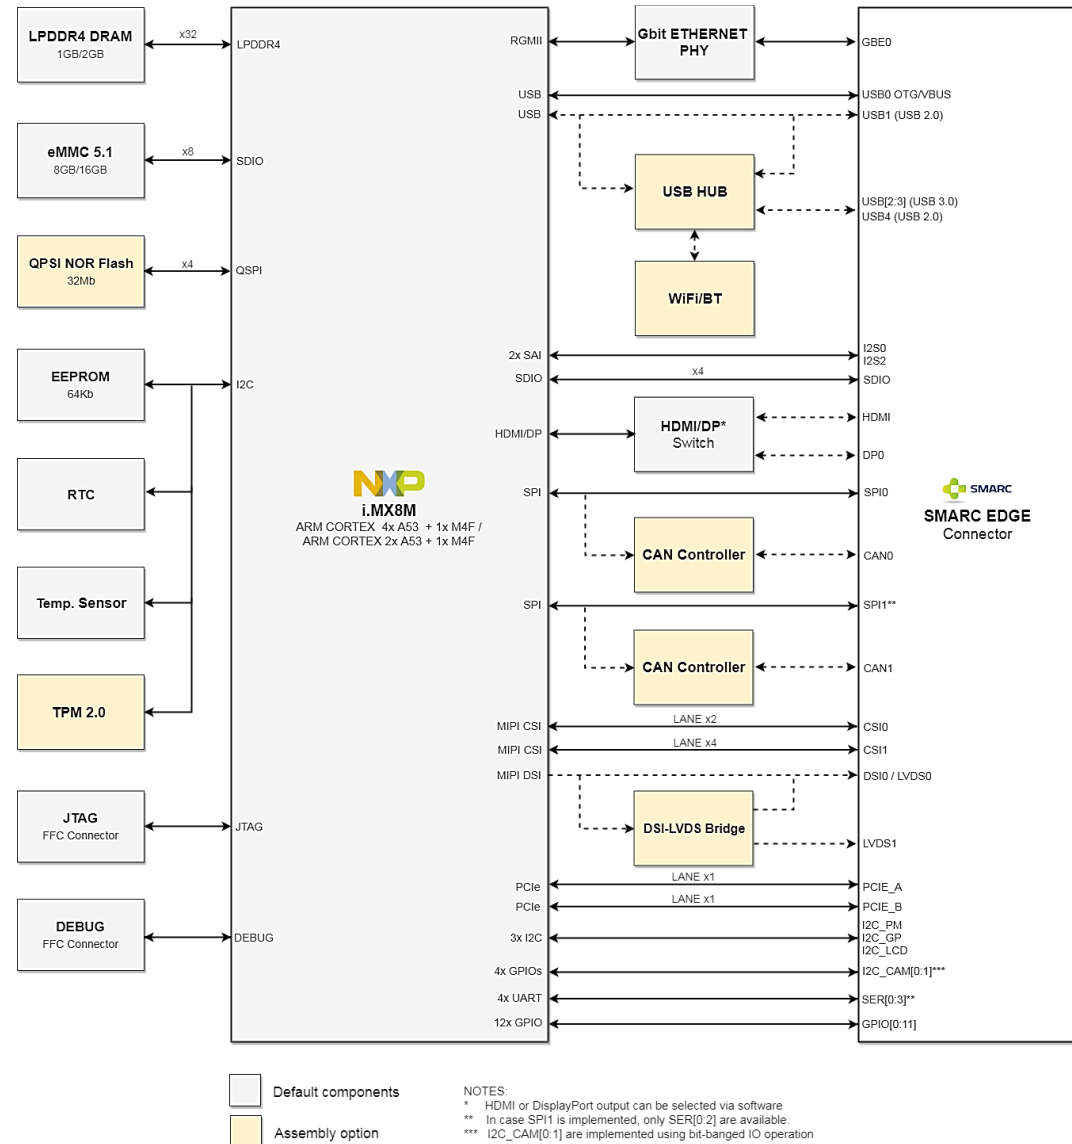 LPDDR4 DRAM
1GB/2GB
x32
LPDDR4
eMMC 5.1
8GB/16GB
x8
SDIO
QPSI NOR Flash
32Mb
x4
QSPI
EEPROM
64Kb
I2C
RTC
Temp. Sensor
TPM 2.0
JTAG
FFC Connector
JTAG
DEBUG
FFC Connector
DEBUG
NXP
i.MX8M
ARM CORTEX 4x A53 + 1x M4F /
ARM CORTEX 2x A53 + 1x M4F
RGMII
Gbit ETHERNET
PHY
GBE0
USB
USB0 OTG/VBUS
USB
USB1 (USB 2.0)
USB HUB
USB[2:3] (USB 3.0)
USB4 (USB 2.0)
WiFi/BT
2x SAI
I2S0
I2S2
SDIO
x4
SDIO
HDMI/DP
HDMI/DP*
Switch
HDMI
DP0
SPI
SPI0
CAN Controller
CAN0
SPI
SPI1**
CAN Controller
CAN1
MIPI CSI
LANE x2
CSI0
MIPI CSI
LANE x4
CSI1
MIPI DSI
DSI0 / LVDS0
DSI-LVDS Bridge
LVDS1
PCIe
LANE x1
PCIE_A
PCIe
LANE x1
PCIE_B
3x I2C
I2C_PM
I2C_GP
I2C_LCD
4x GPIOs
I2C_CAM[0:1]***
4x UART
SER[0:3]**
12x GPIO
GPIO[0:11]
SMARC
SMARC EDGE
Connector
Default components
Assembly option
NOTES:
* HDMI or DisplayPort output can be selected via software
** In case SPI1 is implemented, only SER[0:2] are available.
*** I2C_CAM[0:1] are implemented using bit-banged IO operation